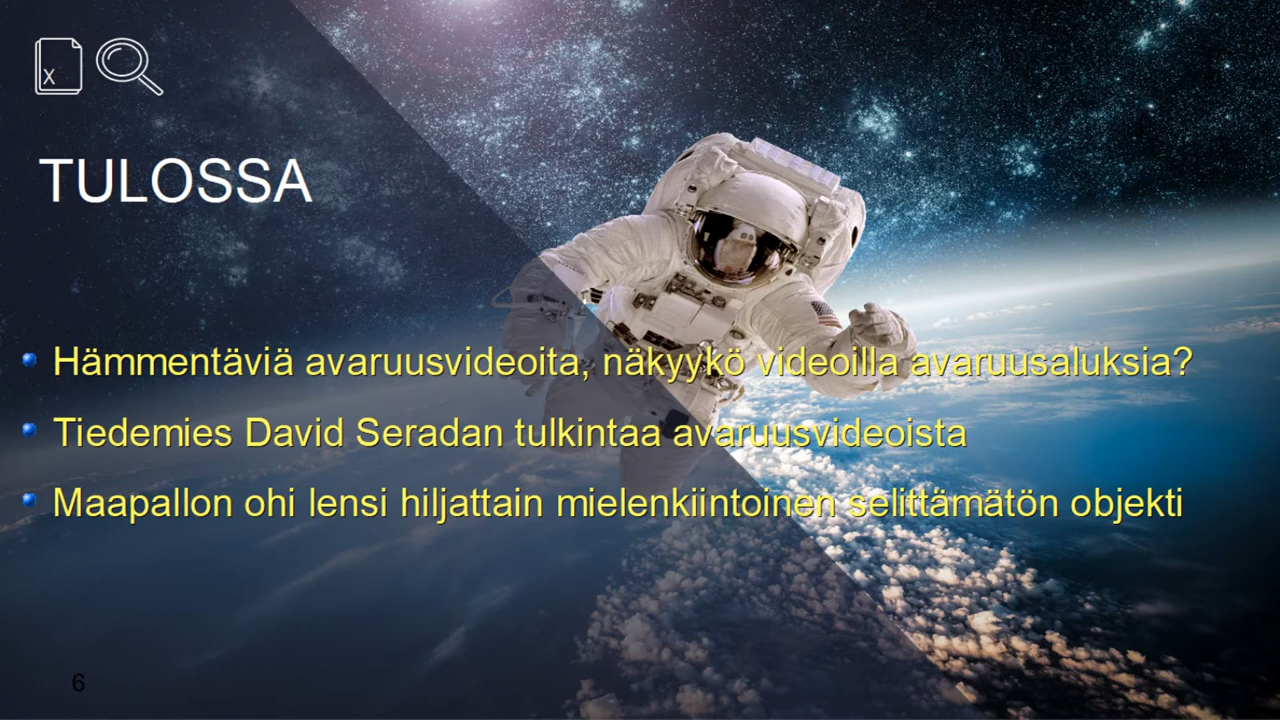 X
TULOSSA
Hämmentäviä avaruusvideoita, näkyykö videoilla avaruusaluksia?
Tiedemies David Seradan tulkintaa avaruusvideoista
Maapallon ohi lensi hiljattain mielenkiintoinen selittämätön objekti
6